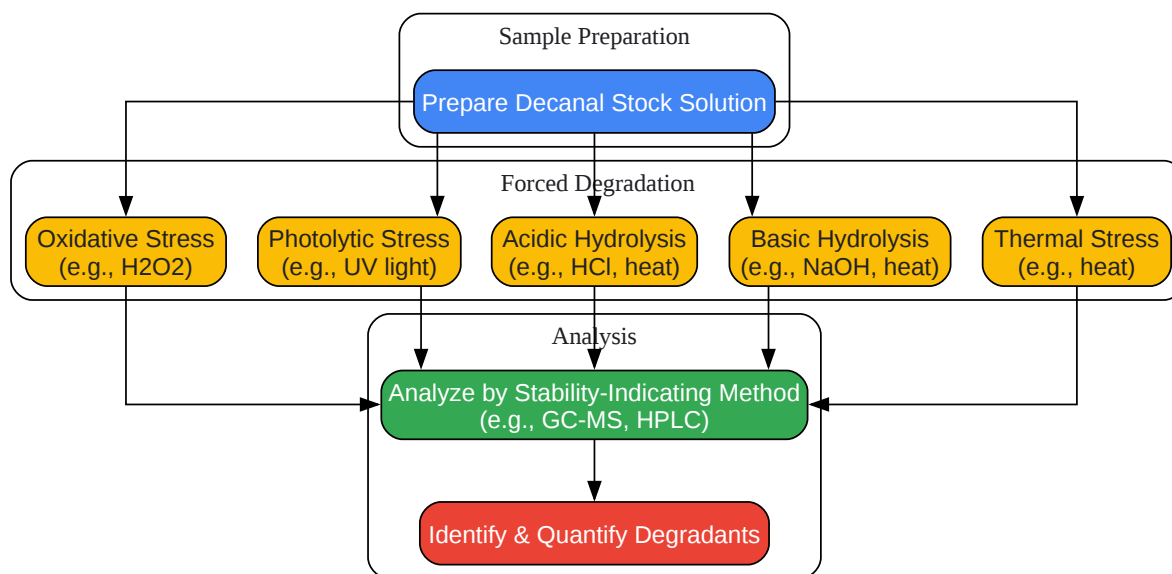 Sample Preparation
Prepare Decanal Stock Solution
Forced Degradation
Oxidative Stress
(e.g., H2O2)
Photolytic Stress
(e.g., UV light)
Acidic Hydrolysis
(e.g., HCl, heat)
Basic Hydrolysis
(e.g., NaOH, heat)
Thermal Stress
(e.g., heat)
Analysis
Analyze by Stability-Indicating Method
(e.g., GC-MS, HPLC)
Identify & Quantify Degradants